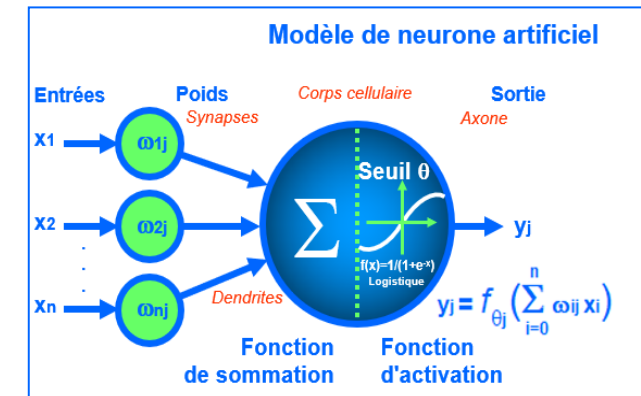 Modèle de neurone artificiel
Entrées Poids Corps cellulaire Sortie
Synapses Axone
x1 ω1j
Seuil θ
x2 ω2j Σ yj
f(x)=1/(1+e-x)
Logistique
xn ωnj
Dendrites
yj = fθj(∑i=0n ωij xi)
Fonction de sommation
Fonction d'activation